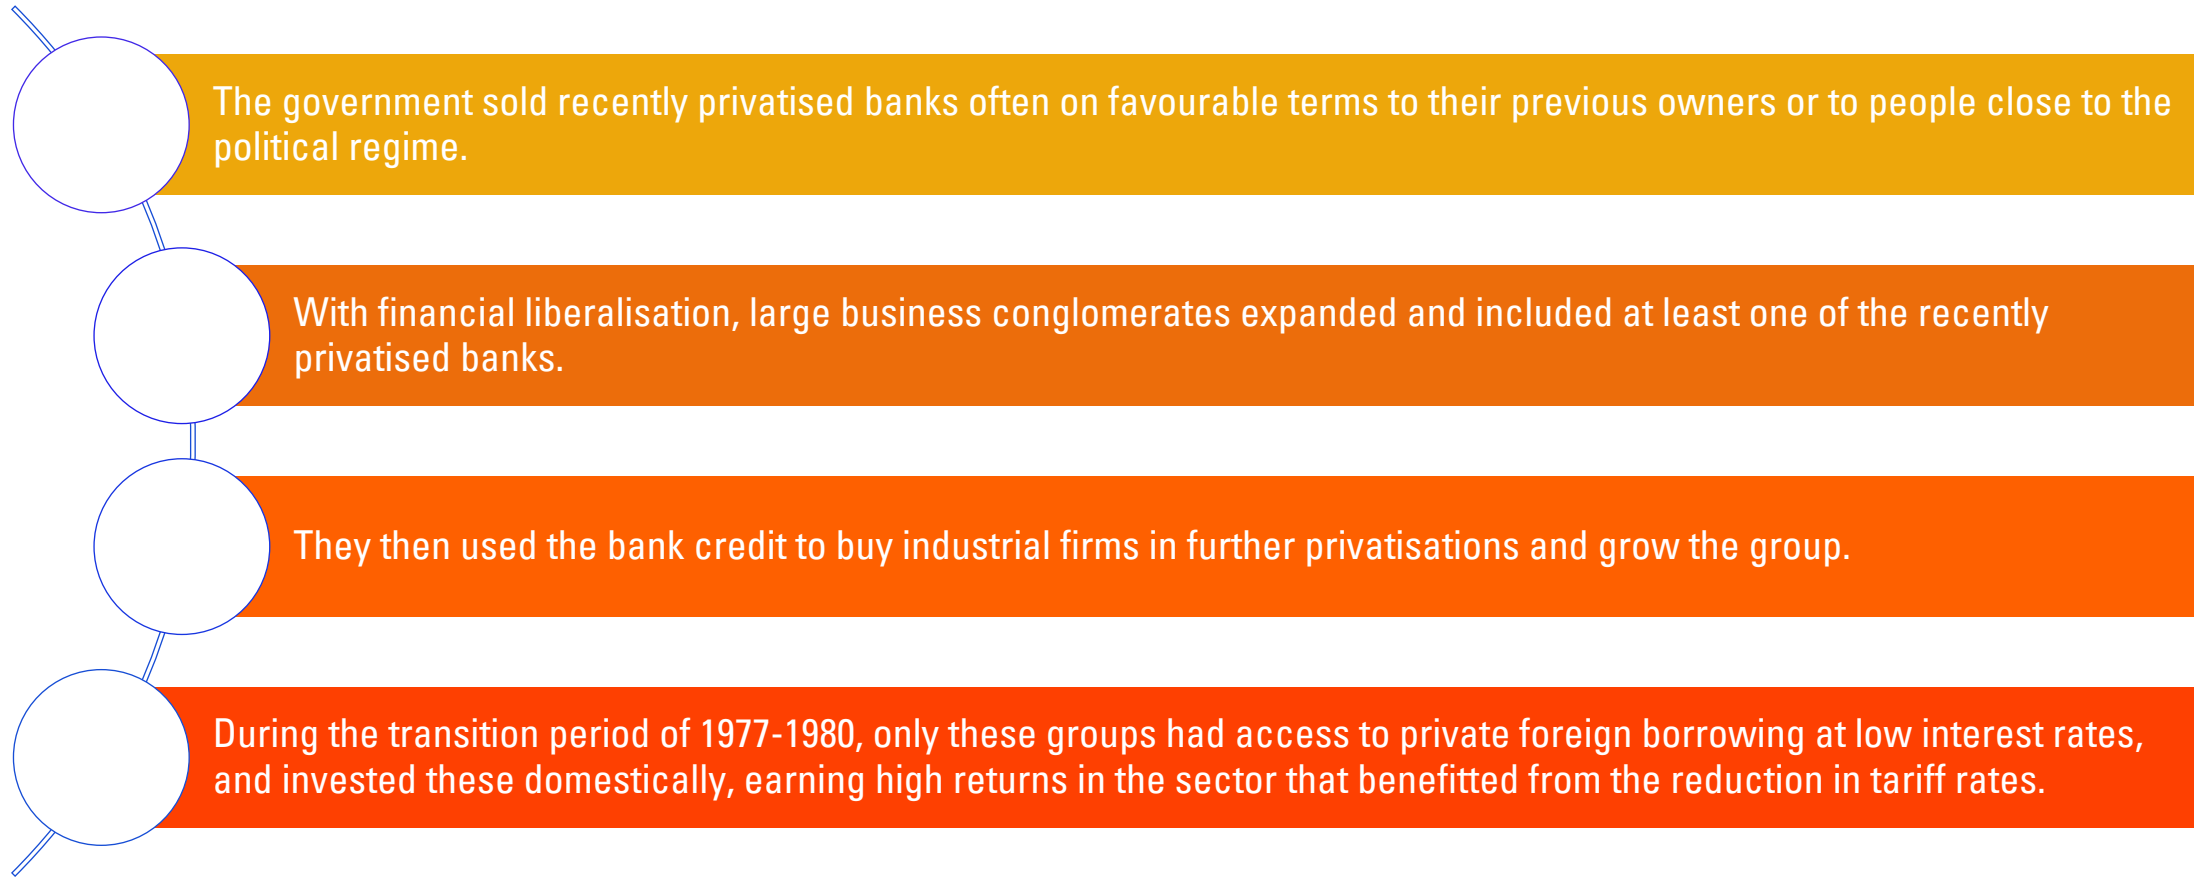 The government sold recently privatised banks often on favourable terms to their previous owners or to people close to the
political regime.
With financial liberalisation, large business conglomerates expanded and included at least one of the recently
privatised banks.
They then used the bank credit to buy industrial firms in further privatisations and grow the group.
During the transition period of 1977-1980, only these groups had access to private foreign borrowing at low interest rates,
and invested these domestically, earning high returns in the sector that benefitted from the reduction in tariff rates.